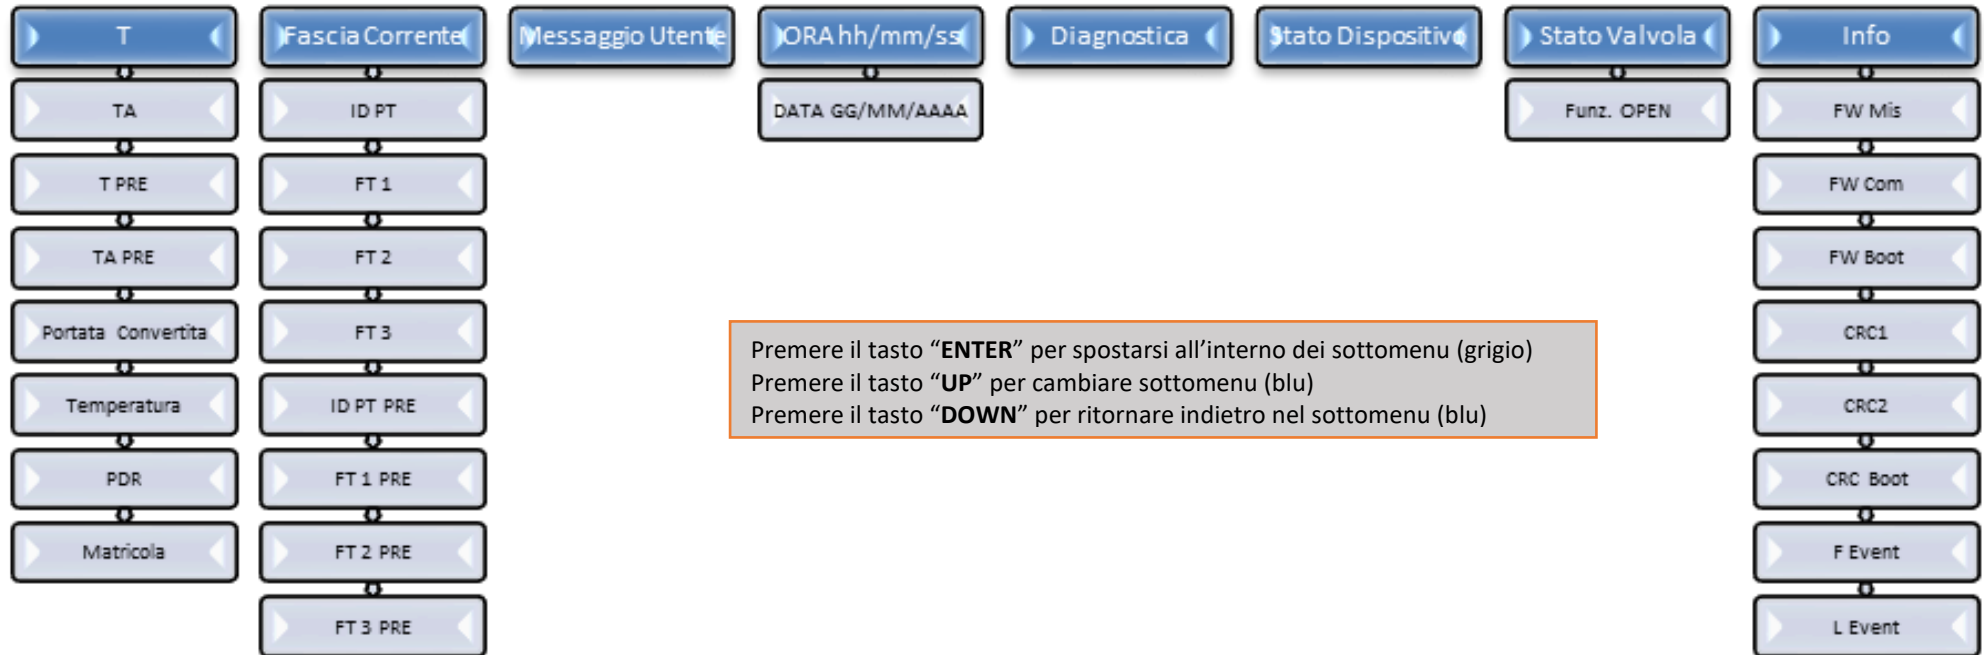 T
TA
T PRE
TA PRE
Portata Convertita
Temperatura
PDR
Matricola
Fascia Corrente
ID PT
FT 1
FT 2
FT 3
ID PT PRE
FT 1 PRE
FT 2 PRE
FT 3 PRE
Messaggio Utente
ORA hh/mm/ss
DATA GG/MM/AAAA
Diagnostica
Stato Dispositivo
Stato Valvola
Funz. OPEN
Info
FW Mis
FW Com
FW Boot
CRC1
CRC2
CRC Boot
F Event
L Event
Premere il tasto “ENTER” per spostarsi all’interno dei sottomenu (grigio)
Premere il tasto “UP” per cambiare sottomenu (blu)
Premere il tasto “DOWN” per ritornare indietro nel sottomenu (blu)